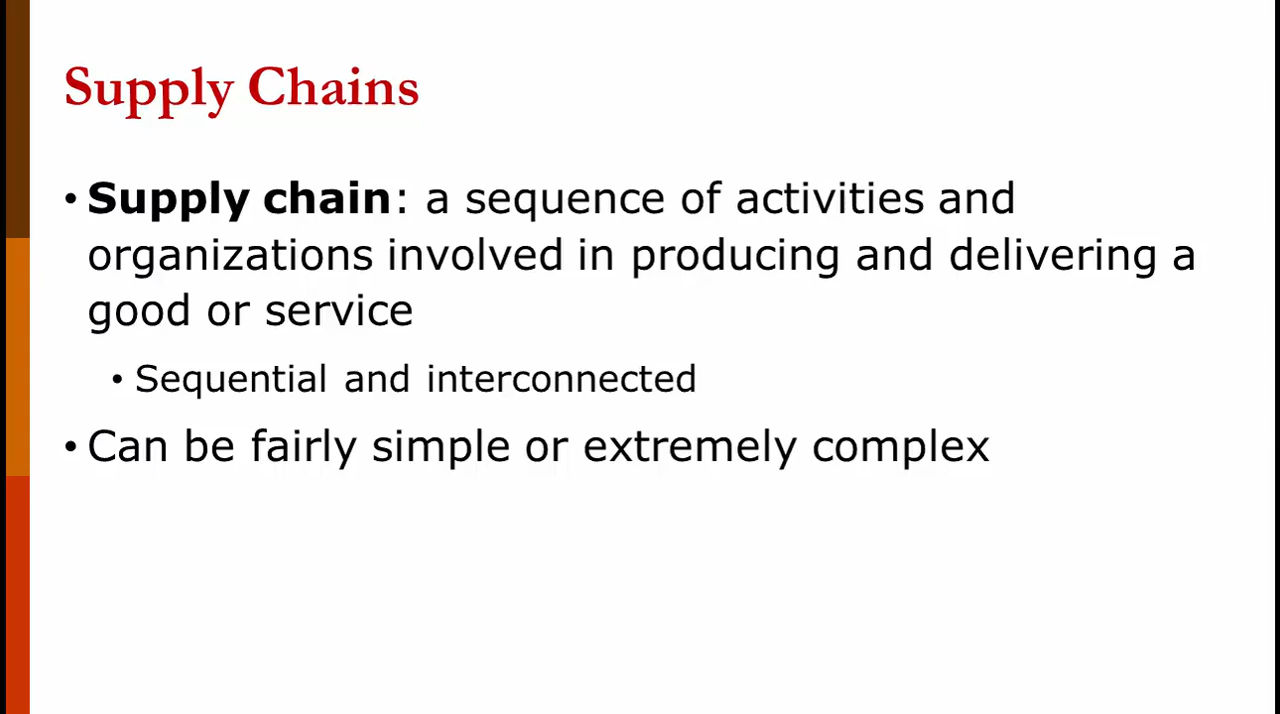 Supply Chains
• Supply chain: a sequence of activities and
organizations involved in producing and delivering a
good or service
• Sequential and interconnected
• Can be fairly simple or extremely complex